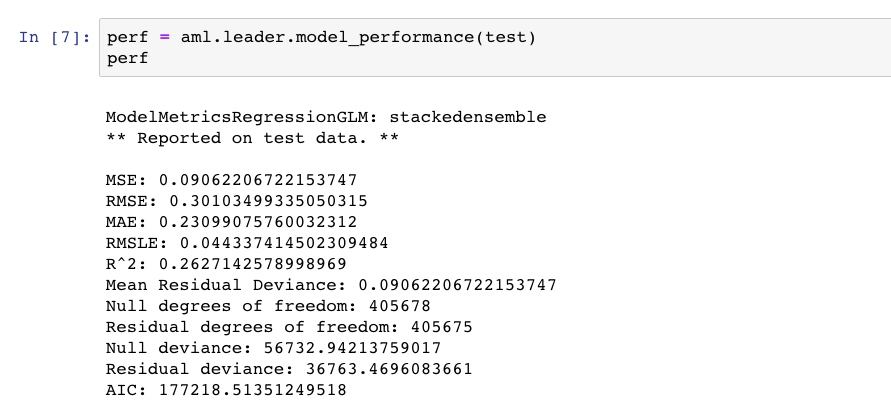 In [7]: perf = aml.leader.model_performance(test)
perf
ModelMetricsRegressionGLM: stackedensemble
** Reported on test data. **
MSE: 0.09062206722153747
RMSE: 0.30103499335050315
MAE: 0.23099075760032312
RMSLE: 0.044337414502309484
R^2: 0.2627142578998969
Mean Residual Deviance: 0.09062206722153747
Null degrees of freedom: 405678
Residual degrees of freedom: 405675
Null deviance: 56732.94213759017
Residual deviance: 36763.4696083661
AIC: 177218.51351249518